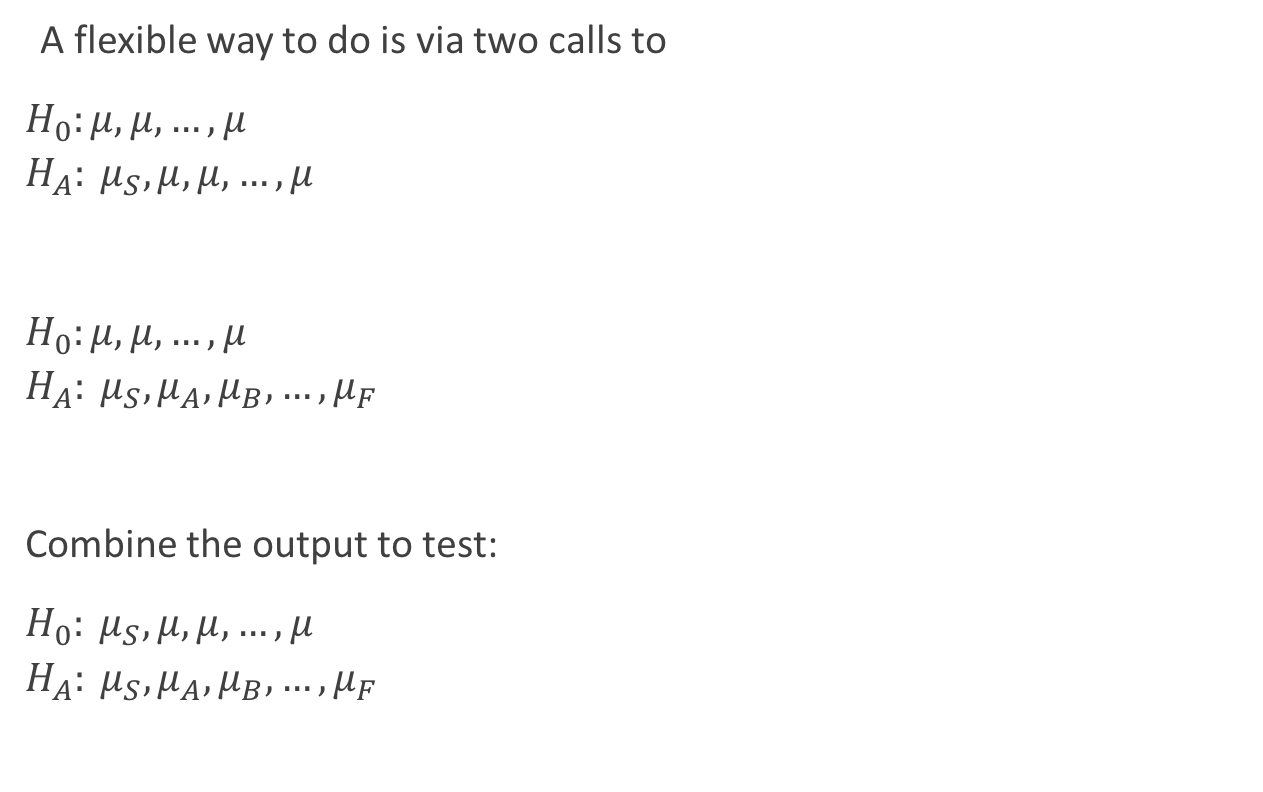 A flexible way to do is via two calls to
H₀: μ, μ, … , μ
H_A: μ_S, μ, μ, … , μ
H₀: μ, μ, … , μ
H_A: μ_S, μ_A, μ_B, … , μ_F
Combine the output to test:
H₀: μ_S, μ, μ, … , μ
H_A: μ_S, μ_A, μ_B, … , μ_F